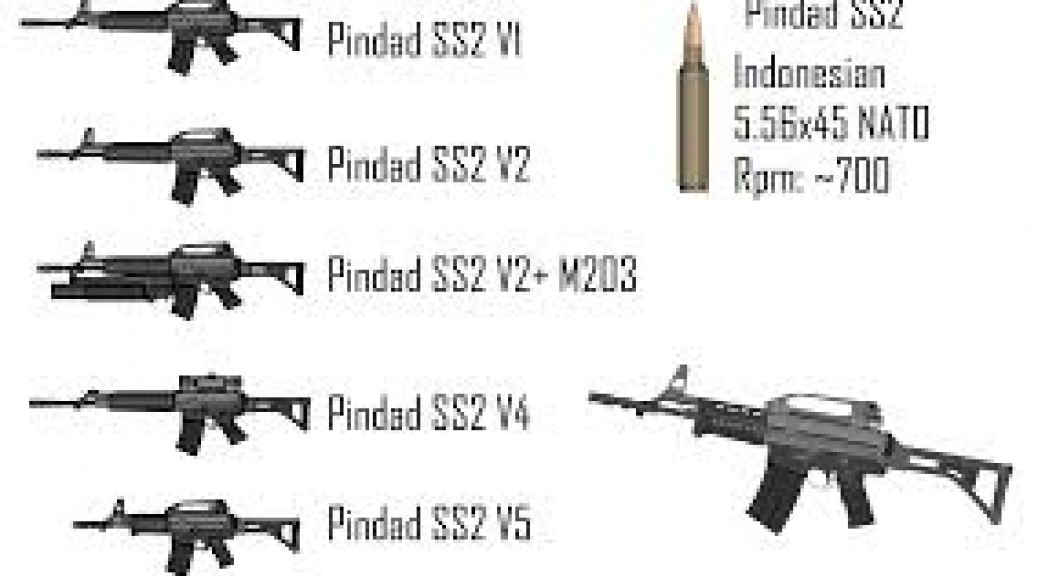 Pindad SS2 V1
Pindad SS2 V2
Pindad SS2 V2+ M203
Pindad SS2 V4
Pindad SS2 V5
Pindad SS2
Indonesian
5.56x45 NATO
Rpm: ~700